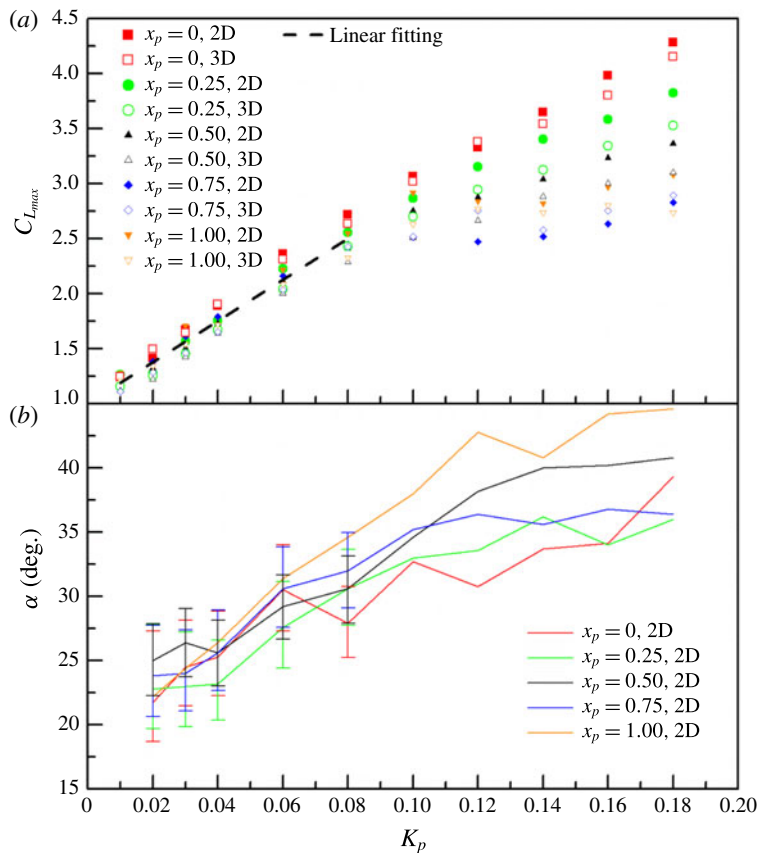 (a)
4.5
4.0
3.5
3.0
2.5
2.0
1.5
1.0
C_{L_{max}}
x_p = 0, 2D
x_p = 0, 3D
x_p = 0.25, 2D
x_p = 0.25, 3D
x_p = 0.50, 2D
x_p = 0.50, 3D
x_p = 0.75, 2D
x_p = 0.75, 3D
x_p = 1.00, 2D
x_p = 1.00, 3D
Linear fitting
(b)
40
35
30
25
20
15
α (deg.)
x_p = 0, 2D
x_p = 0.25, 2D
x_p = 0.50, 2D
x_p = 0.75, 2D
x_p = 1.00, 2D
0 0.02 0.04 0.06 0.08 0.10 0.12 0.14 0.16 0.18 0.20
K_p